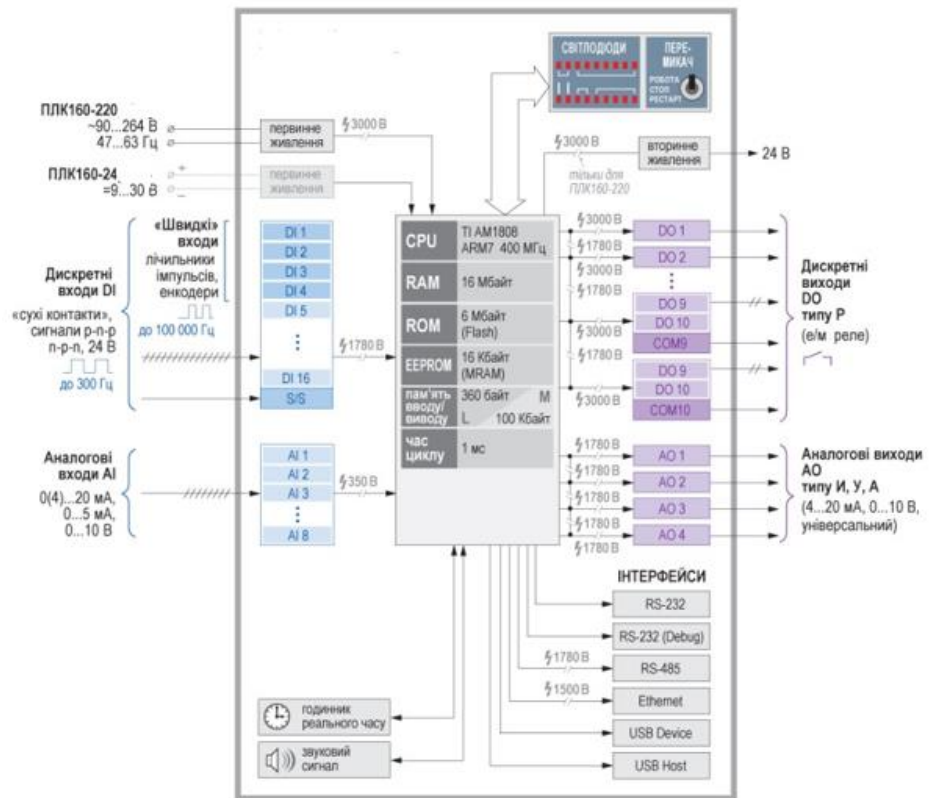 СВІТЛОДІОДИ
ПЕРЕ-
МИКАЧ
РОБОТА
СТОП
РЕСТАРТ
ПЛК160-220
~90...264 В
47...63 Гц
первинне
живлення
3000 В
3000 В
тільки для
ПЛК160-220
вторинне
живлення
24 В
ПЛК160-24
=9...30 В
+
–
первинне
живлення
«Швидкі»
входи
лічильники
імпульсів,
енкодери
до 100 000 Гц
Дискретні
входи DI
«сухі контакти»,
сигнали p-n-p
n-p-n, 24 В
до 300 Гц
DI 1
DI 2
DI 3
DI 4
DI 5
DI 16
S/S
1780 В
Аналогові
входи AI
0(4)...20 мА,
0...5 мА,
0...10 В
AI 1
AI 2
AI 3
AI 8
350 В
CPU
TI AM1808
ARM7 400 МГц
RAM
16 Мбайт
ROM
6 Мбайт
(Flash)
EEPROM
16 Кбайт
(MRAM)
пам'ять
вводу/
виводу
360 байт
M
L
100 Кбайт
час
циклу
1 мс
3000 В
1780 В
3000 В
1780 В
3000 В
1780 В
3000 В
DO 1
DO 2
DO 9
DO 10
COM9
DO 9
DO 10
COM10
Дискретні
виходи
DO
типу Р
(е/м реле)
1780 В
1780 В
1780 В
1780 В
1780 В
AO 1
AO 2
AO 3
AO 4
Аналогові виходи
АО
типу И, У, А
(4...20 мА, 0...10 В,
універсальний)
ІНТЕРФЕЙСИ
RS-232
RS-232 (Debug)
1780 В
RS-485
1500 В
Ethernet
USB Device
USB Host
годинник
реального часу
звуковий
сигнал